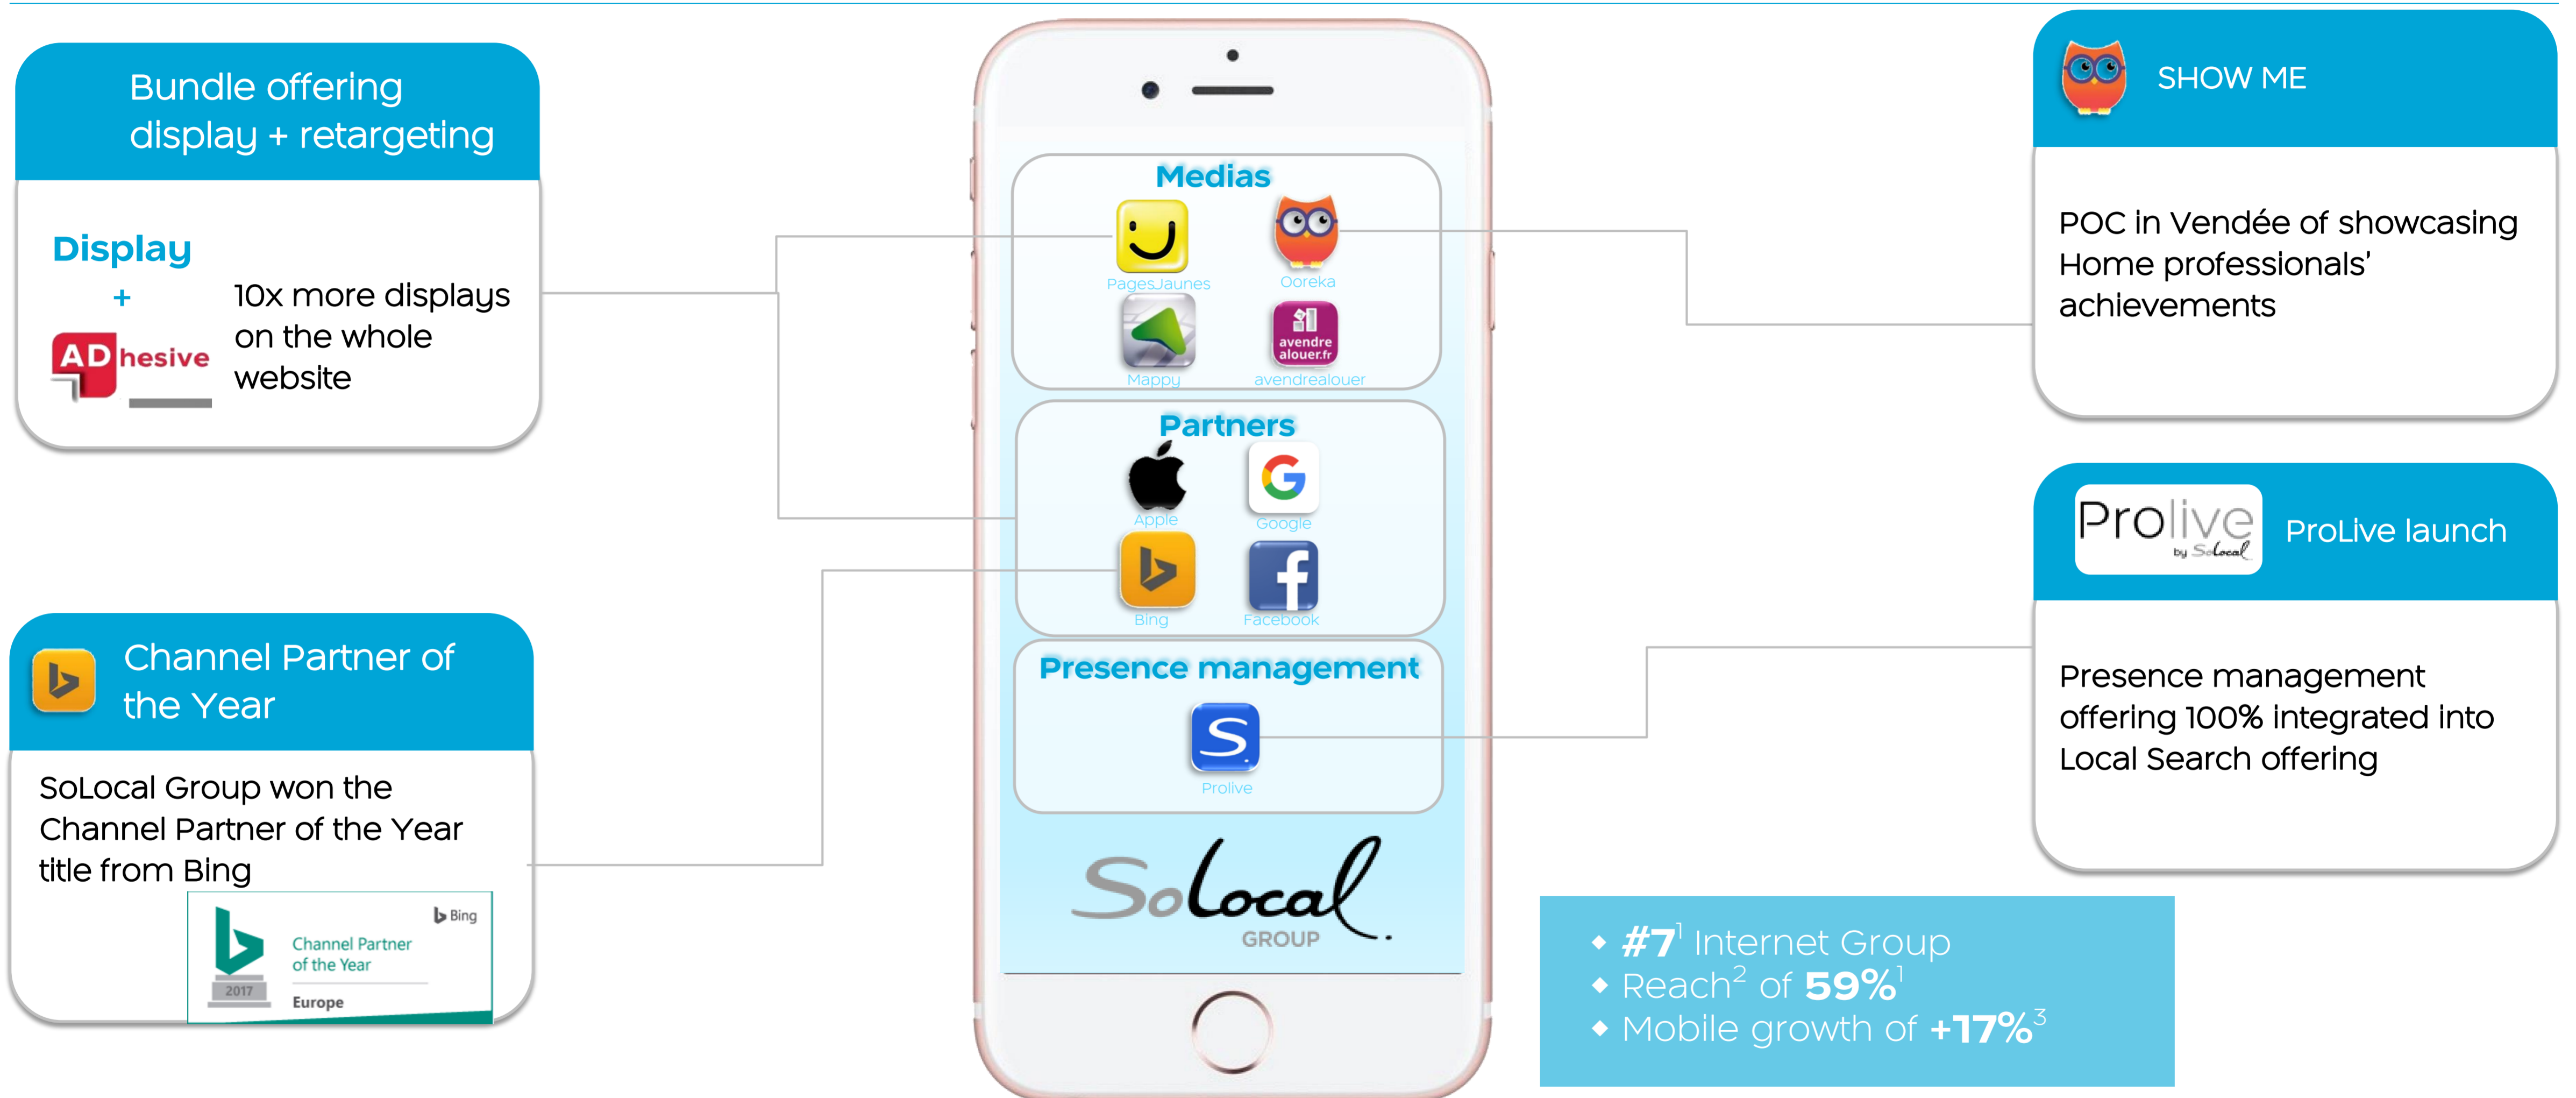 Bundle offering
display + retargeting
Display
+
ADhesive
10x more displays
on the whole
website
Channel Partner of
the Year
SoLocal Group won the
Channel Partner of the Year
title from Bing
Bing
Channel Partner
of the Year
2017
Europe
Medias
PagesJaunes
Ooreka
avendre
alouer.fr
Mappy
avendrealouer
Partners
Apple
Google
Bing
Facebook
Presence management
S
Prolive
SoLocal
GROUP
SHOW ME
POC in Vendée of showcasing
Home professionals’
achievements
Prolive
by SoLocal
ProLive launch
Presence management
offering 100% integrated into
Local Search offering
#7¹ Internet Group
Reach² of 59%¹
Mobile growth of +17%³